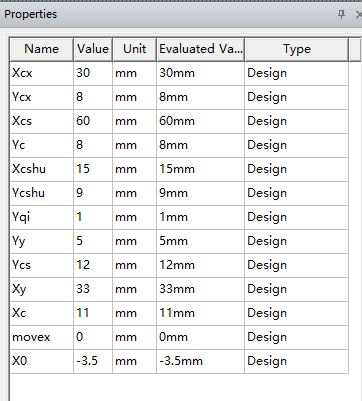 Properties
Name Value Unit Evaluated Va... Type
Xcx 30 mm 30mm Design
Ycx 8 mm 8mm Design
Xcs 60 mm 60mm Design
Yc 8 mm 8mm Design
Xcshu 15 mm 15mm Design
Ycshu 9 mm 9mm Design
Yqi 1 mm 1mm Design
Yy 5 mm 5mm Design
Ycs 12 mm 12mm Design
Xy 33 mm 33mm Design
Xc 11 mm 11mm Design
movex 0 mm 0mm Design
X0 -3.5 mm -3.5mm Design